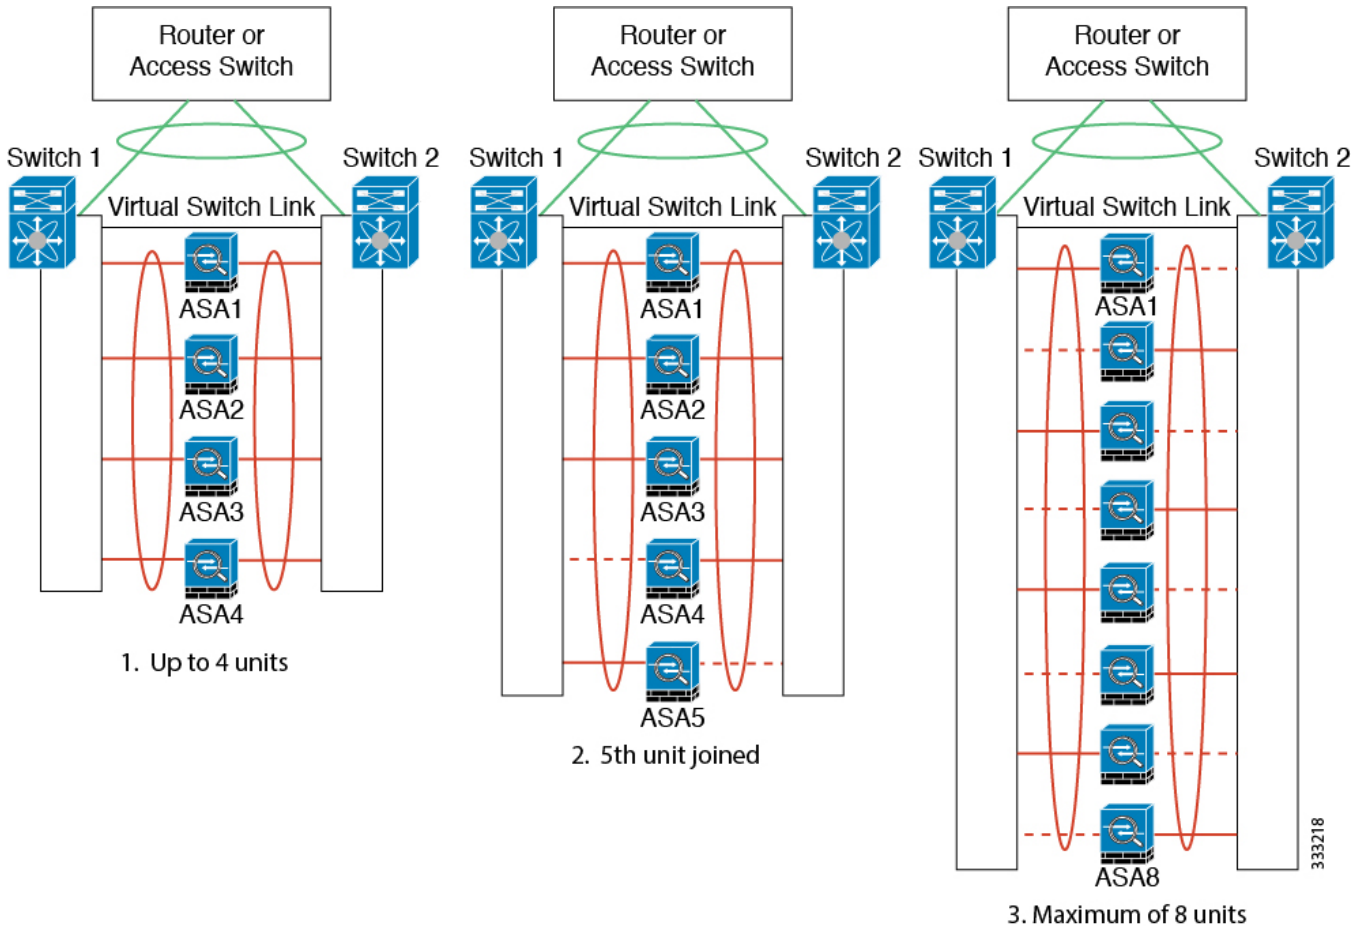 Router or
Access Switch
Switch 1
Switch 2
Virtual Switch Link
ASA1
ASA2
ASA3
ASA4
1. Up to 4 units
Router or
Access Switch
Switch 1
Switch 2
Virtual Switch Link
ASA1
ASA2
ASA3
ASA4
ASA5
2. 5th unit joined
Router or
Access Switch
Switch 1
Switch 2
Virtual Switch Link
ASA1
ASA8
3. Maximum of 8 units
333218